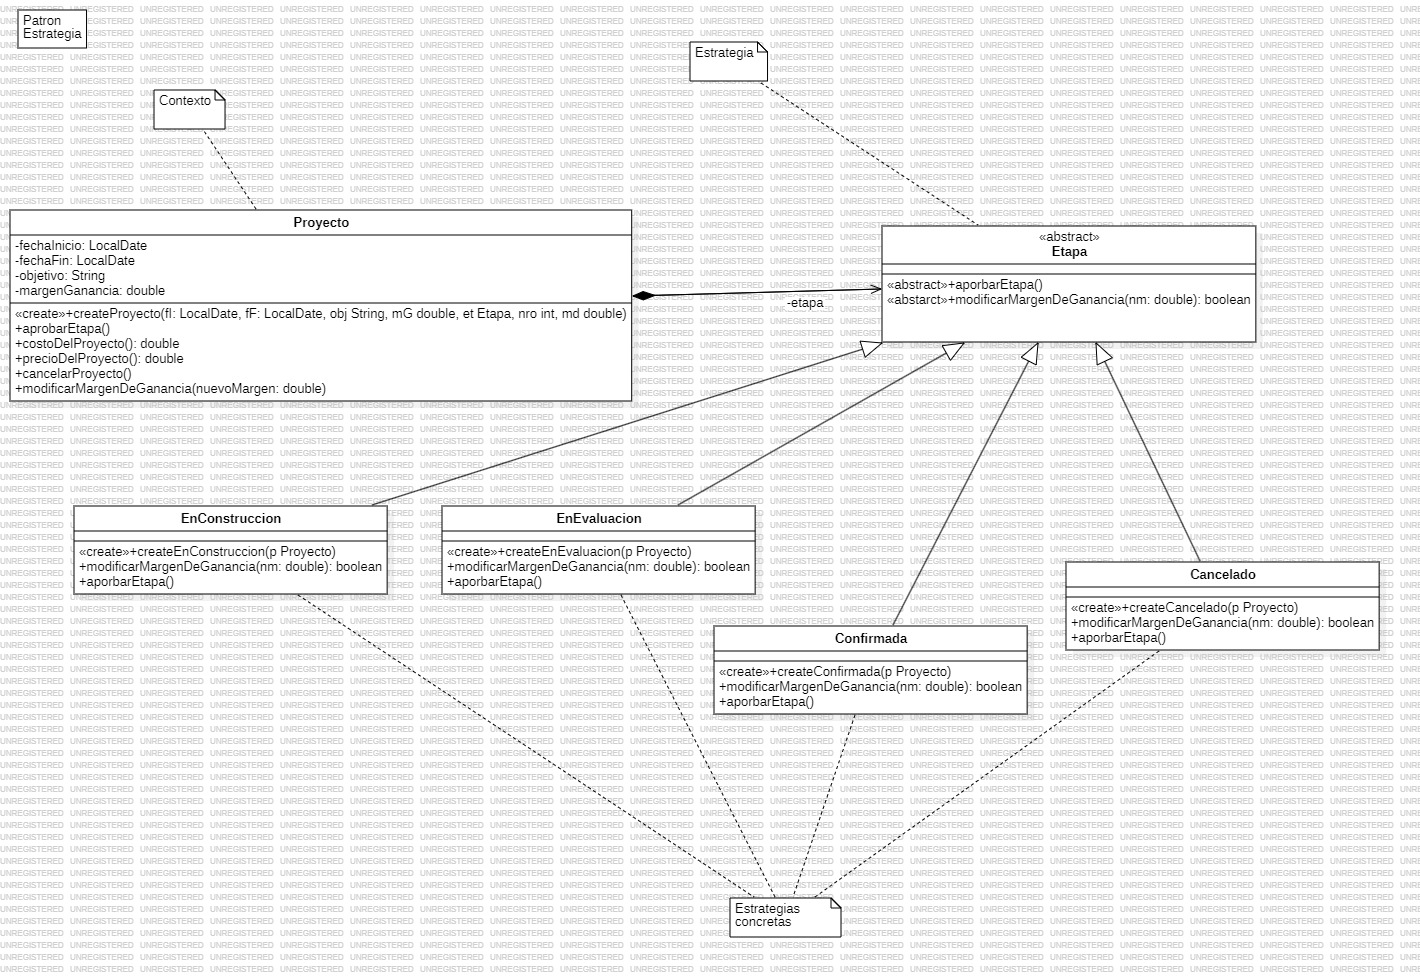 Patron
Estrategia
Estrategia
Contexto
Proyecto
-fechaInicio: LocalDate
-fechaFin: LocalDate
-objetivo: String
-margenGanancia: double
«create»+createProyecto(fI: LocalDate, fF: LocalDate, obj String, mG double, et Etapa, nro int, md double)
+aprobarEtapa()
+costoDelProyecto(): double
+precioDelProyecto(): double
+cancelarProyecto()
+modificarMargenDeGanancia(nuevoMargen: double)
-etapa
«abstract»
Etapa
«abstract»+aporbarEtapa()
«abstarct»+modificarMargenDeGanancia(nm: double): boolean
EnConstruccion
«create»+createEnConstruccion(p Proyecto)
+modificarMargenDeGanancia(nm: double): boolean
+aporbarEtapa()
EnEvaluacion
«create»+createEnEvaluacion(p Proyecto)
+modificarMargenDeGanancia(nm: double): boolean
+aporbarEtapa()
Confirmada
«create»+createConfirmada(p Proyecto)
+modificarMargenDeGanancia(nm: double): boolean
+aporbarEtapa()
Cancelado
«create»+createCancelado(p Proyecto)
+modificarMargenDeGanancia(nm: double): boolean
+aporbarEtapa()
Estrategias
concretas
UNREGISTERED